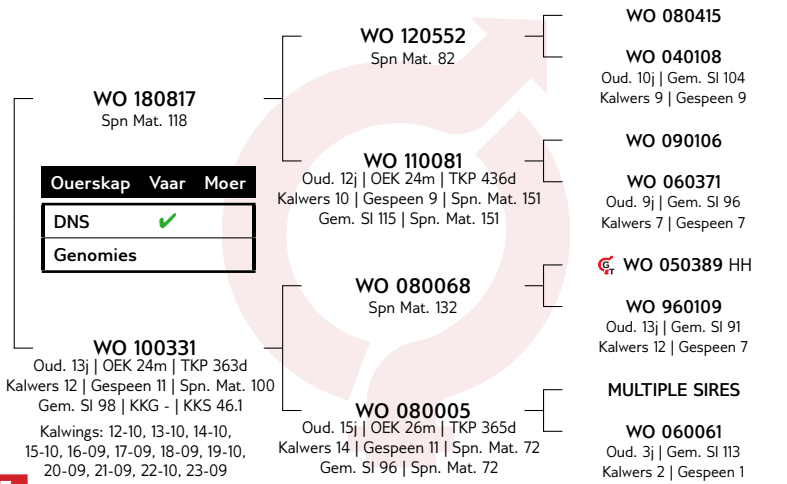 WO 180817
Spn Mat. 118
Ouerskap Vaar Moer
DNS ✔
Genomies
WO 100331
Oud. 13j | OEK 24m | TKP 363d
Kalwers 12 | Gespeen 11 | Spn. Mat. 100
Gem. SI 98 | KKG - | KKS 46.1
Kalwings: 12-10, 13-10, 14-10,
15-10, 16-09, 17-09, 18-09, 19-10,
20-09, 21-09, 22-10, 23-09
WO 120552
Spn Mat. 82
WO 110081
Oud. 12j | OEK 24m | TKP 436d
Kalwers 10 | Gespeen 9 | Spn. Mat. 151
Gem. SI 115 | Spn. Mat. 151
WO 080068
Spn Mat. 132
WO 080005
Oud. 15j | OEK 26m | TKP 365d
Kalwers 14 | Gespeen 11 | Spn. Mat. 72
Gem. SI 96 | Spn. Mat. 72
WO 080415
WO 040108
Oud. 10j | Gem. SI 104
Kalwers 9 | Gespeen 9
WO 090106
WO 060371
Oud. 9j | Gem. SI 96
Kalwers 7 | Gespeen 7
GT WO 050389 HH
WO 960109
Oud. 13j | Gem. SI 91
Kalwers 12 | Gespeen 7
MULTIPLE SIRES
WO 060061
Oud. 3j | Gem. SI 113
Kalwers 2 | Gespeen 1